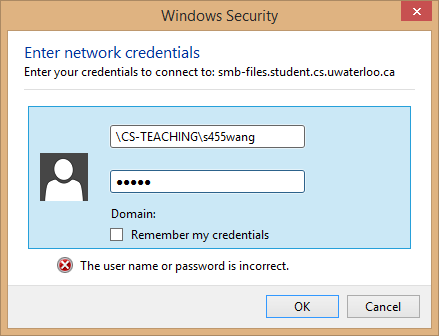 Windows Security
Enter network credentials
Enter your credentials to connect to: smb-files.student.cs.uwaterloo.ca
\CS-TEACHING\s455wang
●●●●●
Domain:
Remember my credentials
The user name or password is incorrect.
OK
Cancel